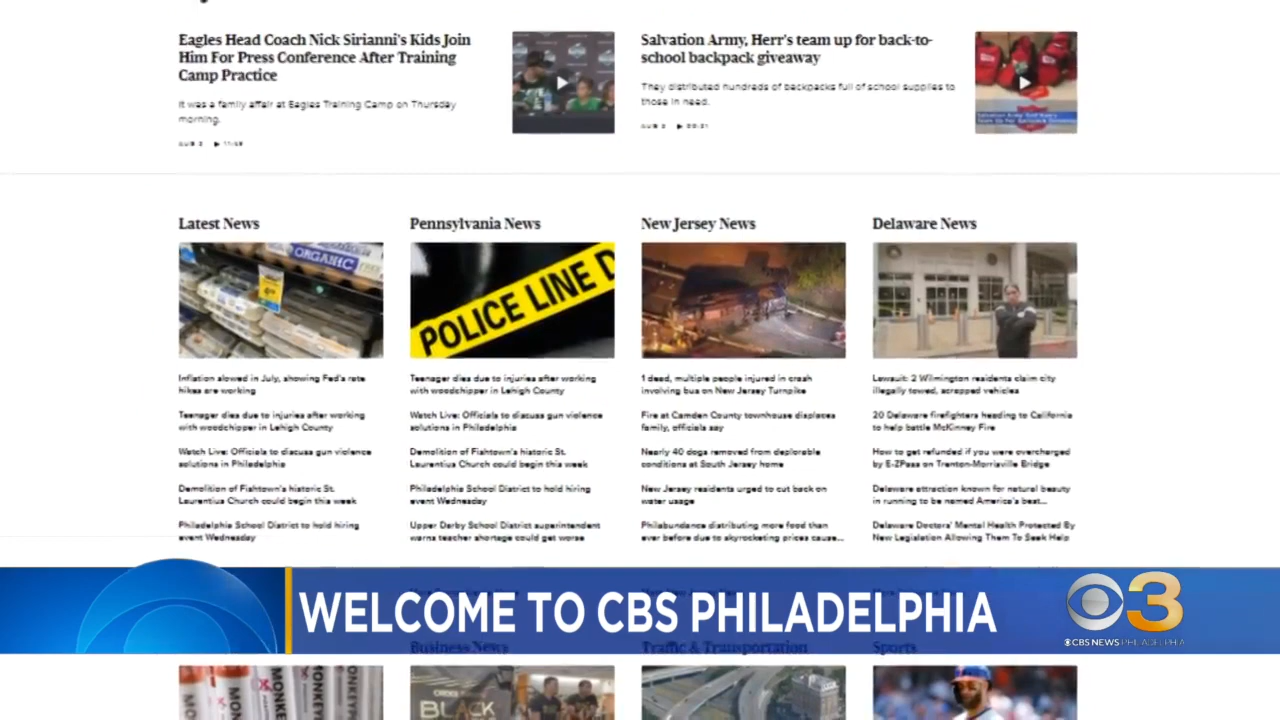 Eagles Head Coach Nick Sirianni's Kids Join
Him For Press Conference After Training
Camp Practice
It was a family affair at Eagles Training Camp on Thursday
morning.
AUG 2 ▶ 11:59
Salvation Army, Herr's team up for back-to-
school backpack giveaway
They distributed hundreds of backpacks full of school supplies to
those in need.
Latest News
ORGANIC
Inflation slowed in July, showing Fed's rate
hikes are working
Teenager dies due to injuries after working
with woodchipper in Lehigh County
Watch Live: Officials to discuss gun violence
solutions in Philadelphia
Demolition of Fishtown's historic St.
Laurentius Church could begin this week
Philadelphia School District to hold hiring
event Wednesday
Pennsylvania News
POLICE LINE D
Teenager dies due to injuries after working
with woodchipper in Lehigh County
Watch Live: Officials to discuss gun violence
solutions in Philadelphia
Demolition of Fishtown's historic St.
Laurentius Church could begin this week
Philadelphia School District to hold hiring
event Wednesday
Upper Darby School District superintendent
warns teacher shortage could get worse
New Jersey News
1 dead, multiple people injured in crash
involving bus on New Jersey Turnpike
Fire at Camden County townhouse displaces
family, officials say
Nearly 40 dogs removed from deplorable
conditions at South Jersey home
New Jersey residents urged to cut back on
water usage
Philabundance distributing more food than
ever before due to skyrocketing prices cause...
Delaware News
Lawsuit: 2 Wilmington residents claim city
illegally towed, scrapped vehicles
20 Delaware firefighters heading to California
to help battle McKinney Fire
How to get refunded if you were overcharged
by E-ZPass on Trenton-Morrisville Bridge
Delaware attraction known for natural beauty
in running to be named America's best...
Delaware Doctors' Mental Health Protected By
New Legislation Allowing Them To Seek Help
WELCOME TO CBS PHILADELPHIA
3
CBS NEWS PHILADELPHIA
Business News
Traffic & Transportation
Sports
MONKEY
MONKEYP
BLACK